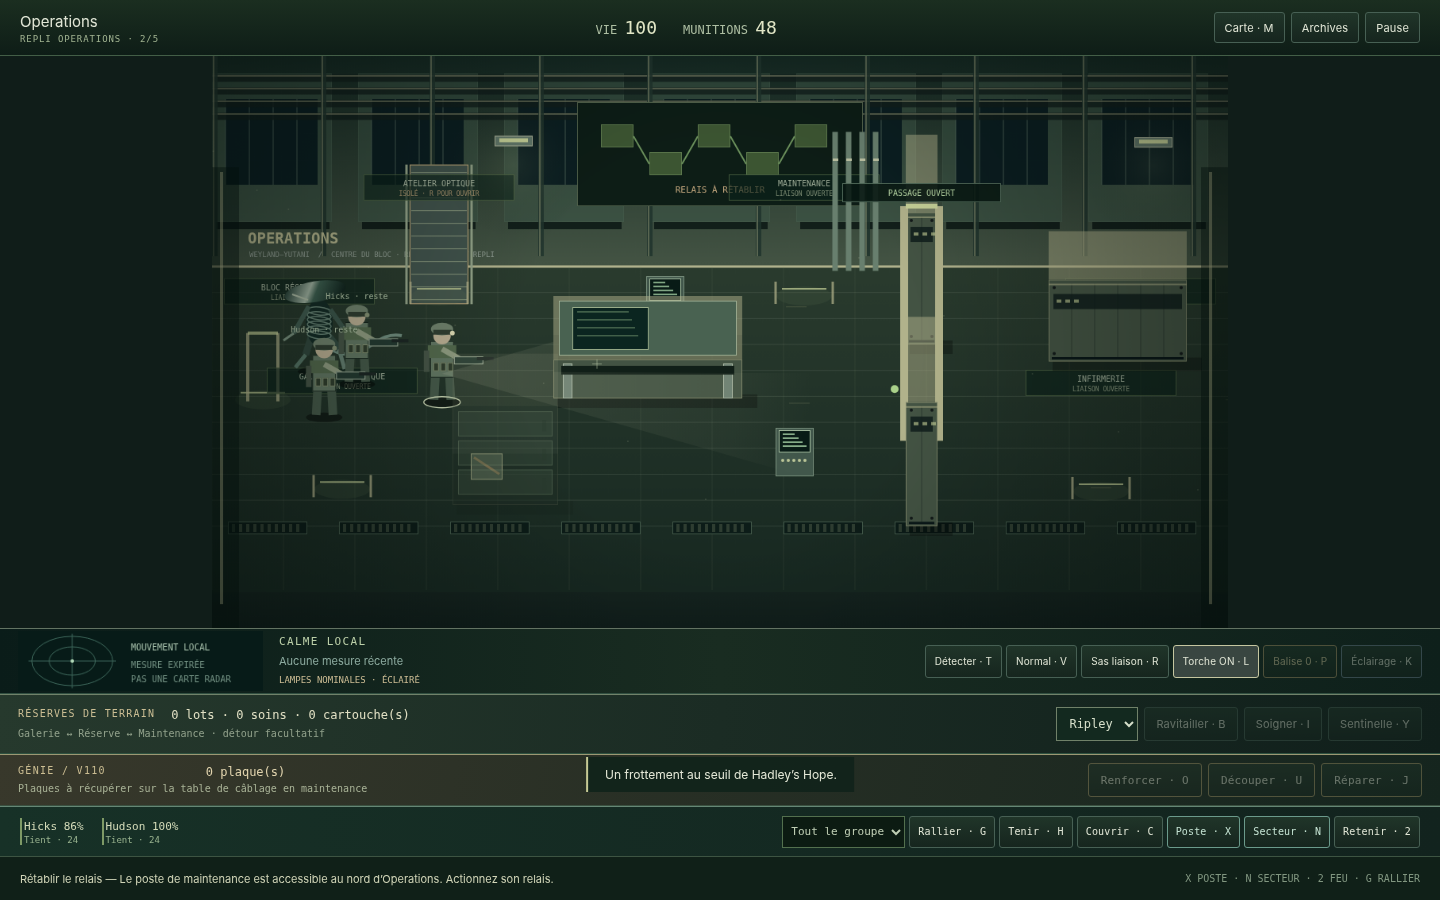 Operations
REPLI OPERATIONS · 2/5
VIE 100 MUNITIONS 48
Carte · M
Archives
Pause
ATELIER OPTIQUE
ISOLÉ · R POUR OUVRIR
RELAIS À RÉTABLIR
MAINTENANCE
LIAISON OUVERTE
PASSAGE OUVERT
OPERATIONS
WEYLAND-YUTANI / CENTRE DU BLOC ·
REPLI
BLOC
Hicks · reste
Hudson · reste
INFIRMERIE
LIAISON OUVERTE
MOUVEMENT LOCAL
MESURE EXPIRÉE
PAS UNE CARTE RADAR
CALME LOCAL
Aucune mesure récente
LAMPES NOMINALES · ÉCLAIRÉ
Détecter · T
Normal · V
Sas liaison · R
Torche ON · L
Balise 0 · P
Éclairage · K
RÉSERVES DE TERRAIN 0 lots · 0 soins · 0 cartouche(s)
Galerie ↔ Réserve ↔ Maintenance · détour facultatif
Ripley
Ravitailler · B
Soigner · I
Sentinelle · Y
GÉNIE / V110 0 plaque(s)
Plaques à récupérer sur la table de câblage en maintenance
Un frottement au seuil de Hadley’s Hope.
Renforcer · O
Découper · U
Réparer · J
Hicks 86%
Tient · 24
Hudson 100%
Tient · 24
Tout le groupe
Rallier · G
Tenir · H
Couvrir · C
Poste · X
Secteur · N
Retenir · 2
Rétablir le relais — Le poste de maintenance est accessible au nord d’Operations. Actionnez son relais.
X POSTE · N SECTEUR · 2 FEU · G RALLIER